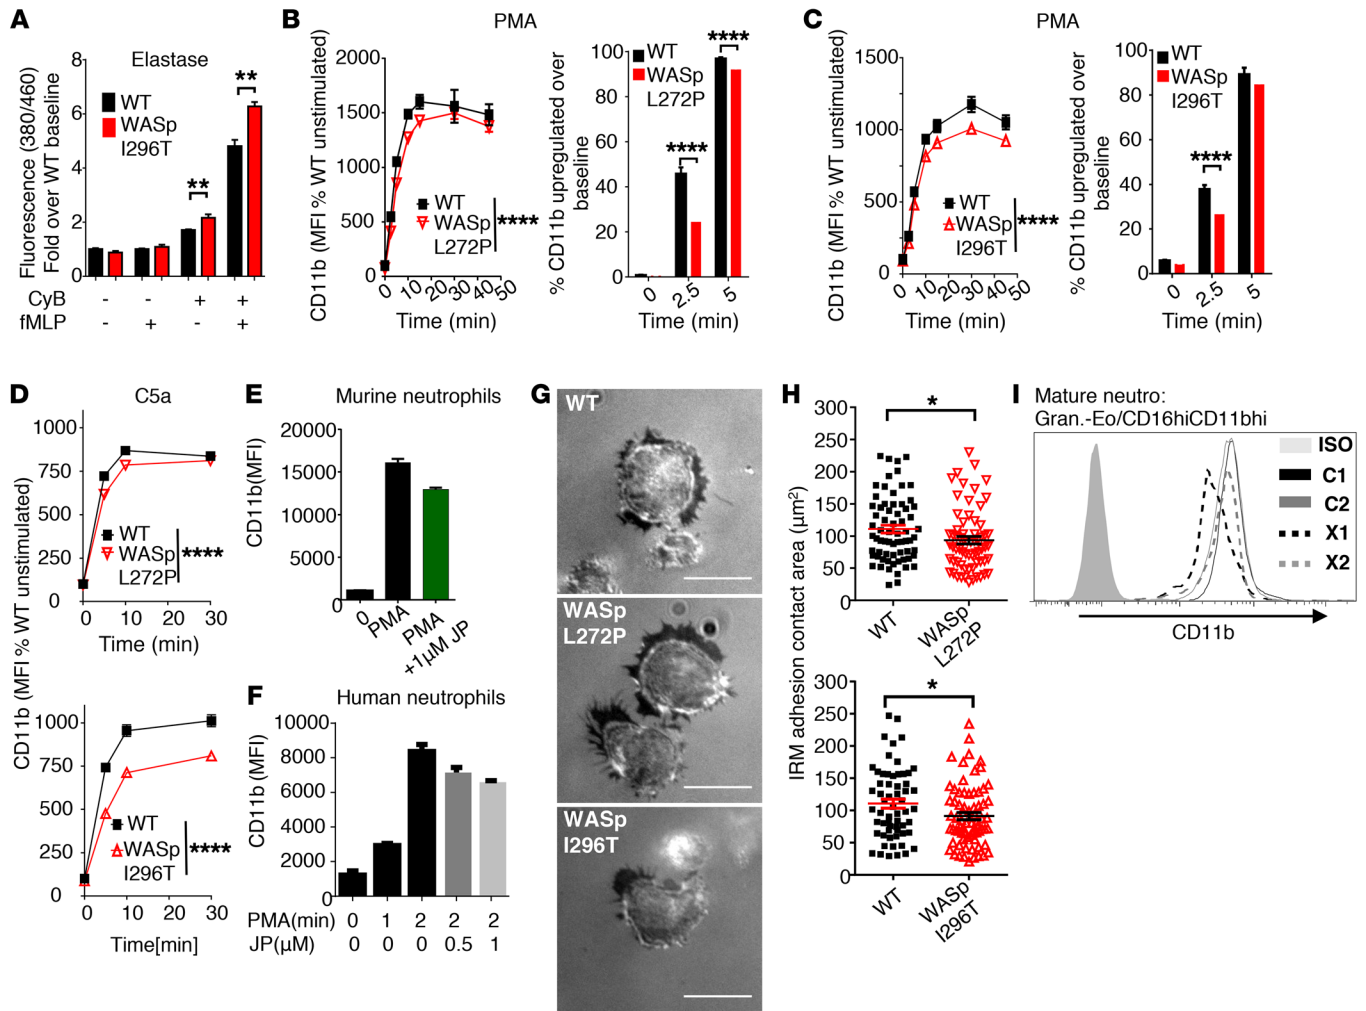 A
Elastase
Fluorescence (380/460)
Fold over WT baseline
8
6
4
2
0
WT
WASp
I296T
**
**
CyB - - + +
fMLP - + - +
B
PMA
CD11b (MFI % WT unstimulated)
2000
1500
1000
500
0
WT
WASp
L272P
****
0 10 20 30 40 50
Time (min)
% CD11b upregulated over
baseline
100
80
60
40
20
0
WT
WASp
L272P
****
****
0 2.5 5
Time (min)
C
PMA
CD11b (MFI % WT unstimulated)
1500
1000
500
0
WT
WASp
I296T
****
0 10 20 30 40 50
Time (min)
% CD11b upregulated over
baseline
100
80
60
40
20
0
WT
WASp
I296T
****
0 2.5 5
Time (min)
D
C5a
CD11b (MFI % WT unstimulated)
1000
750
500
250
0
WT
WASp
L272P
****
0 10 20 30
Time (min)
1000
750
500
250
0
WT
WASp
I296T
****
0 10 20 30
Time[min)
E
Murine neutrophils
CD11b(MFI)
20000
15000
10000
5000
0
0
PMA
PMA
+1µM JP
F
Human neutrophils
CD11b (MFI)
10000
8000
6000
4000
2000
0
PMA(min) 0 1 2 2 2
JP(µM) 0 0 0 0.5 1
G
WT
WASp
L272P
WASp
I296T
H
IRM adhesion contact area (µm²)
300
250
200
150
100
50
0
*
WT
WASp
L272P
300
250
200
150
100
50
0
*
WT
WASp
I296T
I
Mature neutro:
Gran.-Eo/CD16hiCD11bhi
ISO
C1
C2
X1
X2
CD11b